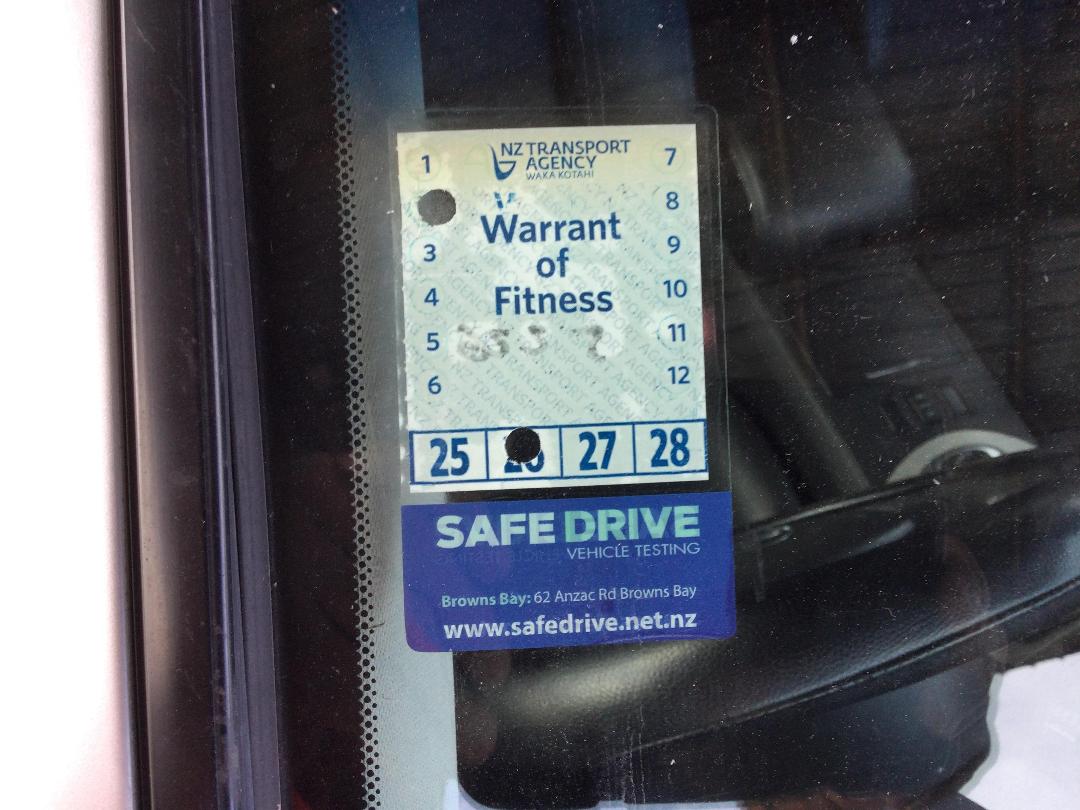 NZ TRANSPORT
AGENCY
WAKA KOTAHI
1
3
4
5
6
7
8
9
10
11
12
Warrant
of
Fitness
25 26 27 28
SAFE DRIVE
VEHICLE TESTING
Browns Bay: 62 Anzac Rd Browns Bay
www.safedrive.net.nz